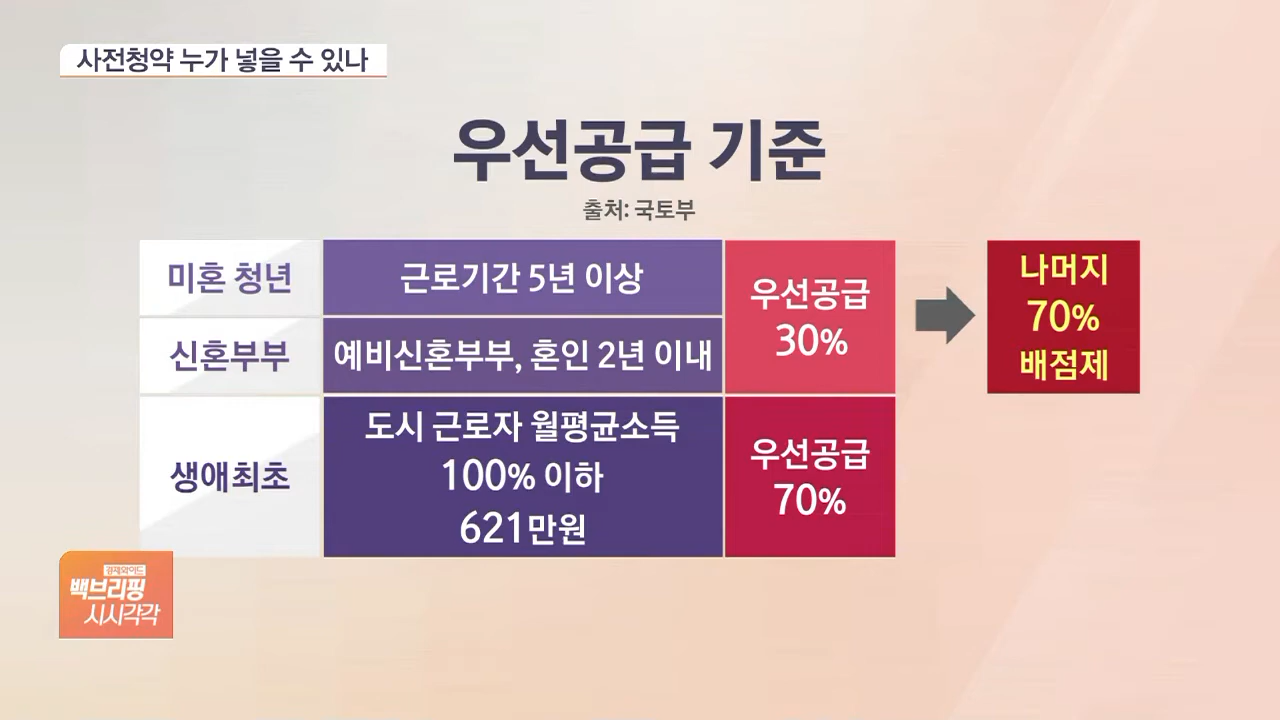 사전청약 누가 넣을 수 있나
우선공급 기준
출처: 국토부
미혼 청년
근로기간 5년 이상
신혼부부
예비신혼부부, 혼인 2년 이내
우선공급
30%
나머지
70%
배점제
생애최초
도시 근로자 월평균소득
100% 이하
621만원
우선공급
70%
경제와이드
백브리핑
시시각각